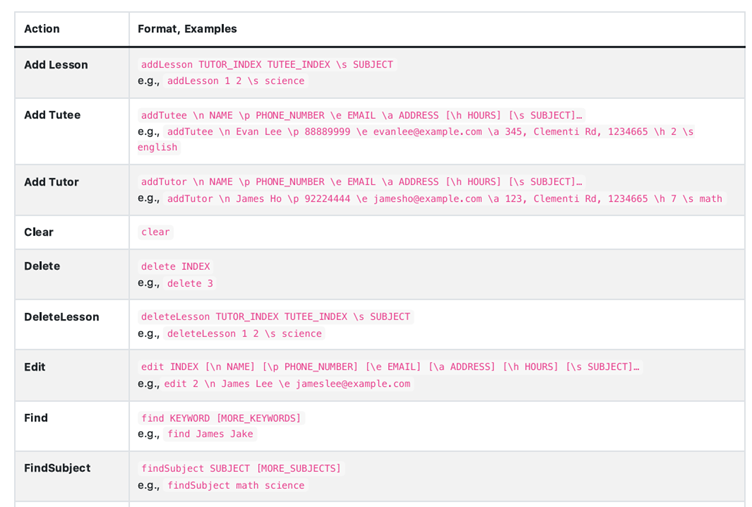 Action Format, Examples
Add Lesson addLesson TUTOR_INDEX TUTEE_INDEX \s SUBJECT
e.g., addLesson 1 2 \s science
Add Tutee addTutee \n NAME \p PHONE_NUMBER \e EMAIL \a ADDRESS [\h HOURS] [\s SUBJECT]…
e.g., addTutee \n Evan Lee \p 88889999 \e evanlee@example.com \a 345, Clementi Rd, 1234665 \h 2 \s
english
Add Tutor addTutor \n NAME \p PHONE_NUMBER \e EMAIL \a ADDRESS [\h HOURS] [\s SUBJECT]…
e.g., addTutor \n James Ho \p 92224444 \e jamesho@example.com \a 123, Clementi Rd, 1234665 \h 7 \s math
Clear clear
Delete delete INDEX
e.g., delete 3
DeleteLesson deleteLesson TUTOR_INDEX TUTEE_INDEX \s SUBJECT
e.g., deleteLesson 1 2 \s science
Edit edit INDEX [\n NAME] [\p PHONE_NUMBER] [\e EMAIL] [\a ADDRESS] [\h HOURS] [\s SUBJECT]…
e.g., edit 2 \n James Lee \e jameslee@example.com
Find find KEYWORD [MORE_KEYWORDS]
e.g., find James Jake
FindSubject findSubject SUBJECT [MORE_SUBJECTS]
e.g., findSubject math science